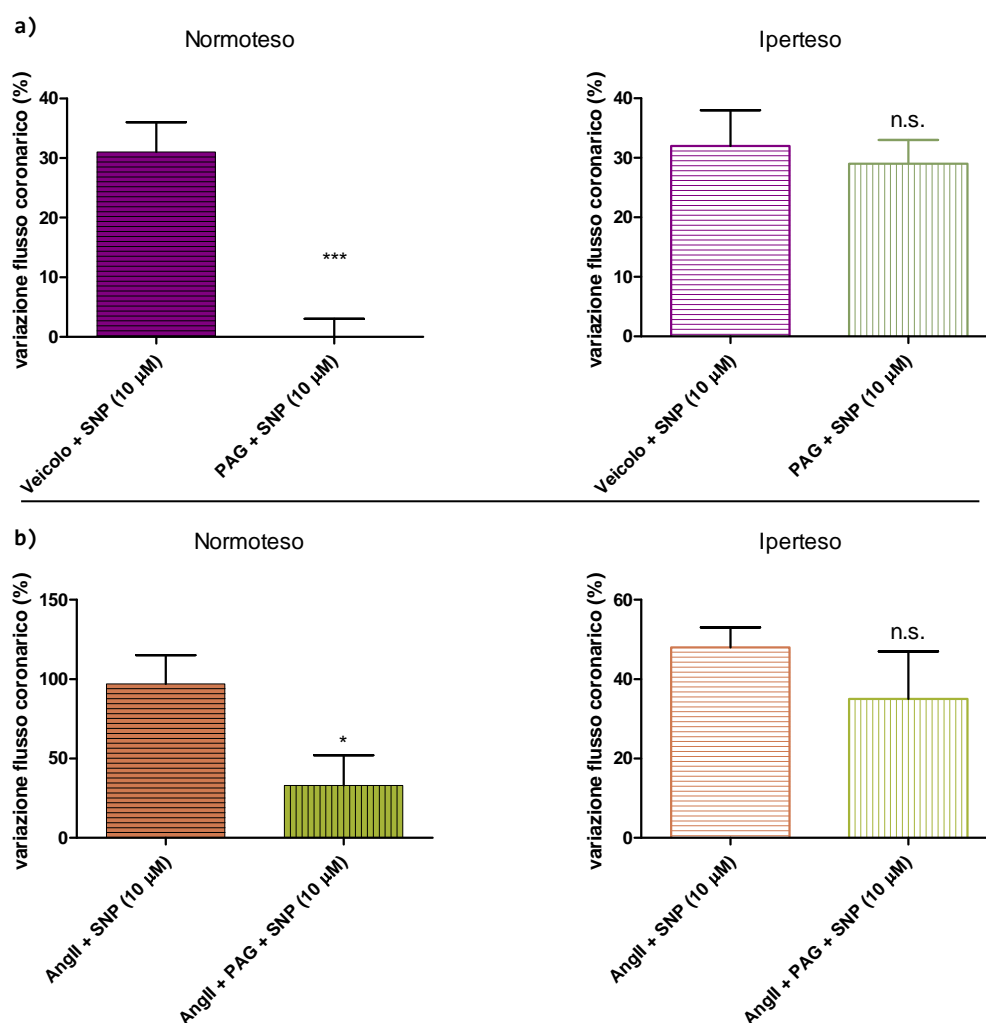 a)
Normoteso
variazione flusso coronarico (%)
40
30
20
10
0
***
Veicolo + SNP (10 µM)
PAG + SNP (10 µM)
Iperteso
variazione flusso coronarico (%)
40
30
20
10
0
n.s.
Veicolo + SNP (10 µM)
PAG + SNP (10 µM)
b)
Normoteso
variazione flusso coronarico (%)
150
100
50
0
*
AngII + SNP (10 µM)
AngII + PAG + SNP (10 µM)
Iperteso
variazione flusso coronarico (%)
60
40
20
0
n.s.
AngII + SNP (10 µM)
AngII + PAG + SNP (10 µM)